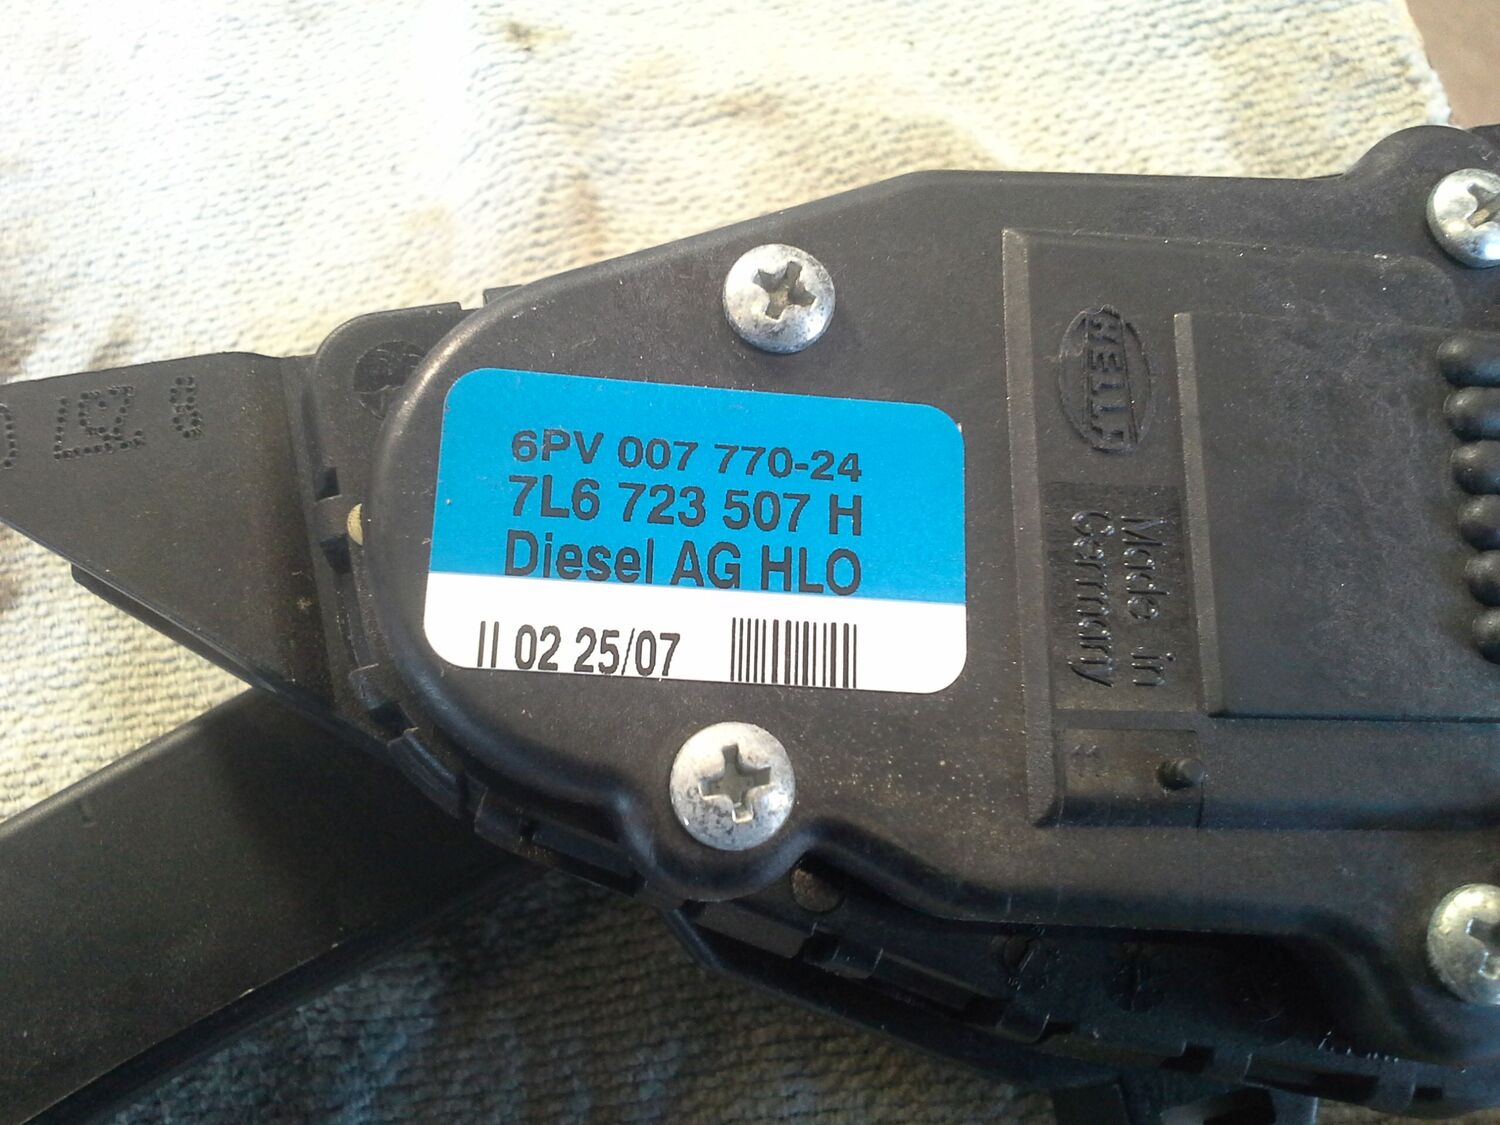 6PV 007 770-24
7L6 723 507 H
Diesel AG HLO
II 02 25/07
HELLA
Made in
Germany